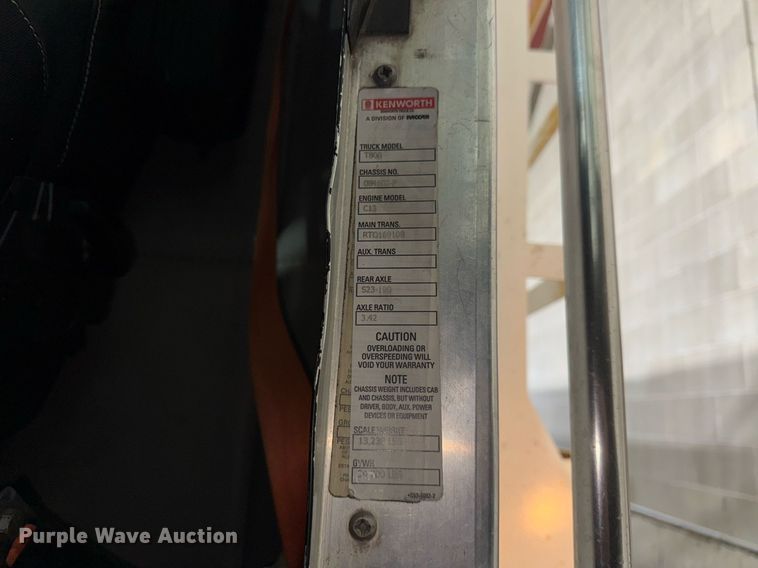 KENWORTH
A DIVISION OF PACCAR
TRUCK MODEL
T800
CHASSIS NO.
ENGINE MODEL
C13
MAIN TRANS.
AUX. TRANS
REAR AXLE
S23-190
AXLE RATIO
3.42
CAUTION
OVERLOADING OR
OVERSPEEDING WILL
VOID YOUR WARRANTY
NOTE
CHASSIS WEIGHT INCLUDES CAB
AND CHASSIS, BUT WITHOUT
DRIVER, BODY, AUX. POWER
DEVICES OR EQUIPMENT
SCALE WEIGHT
GVWR
Purple Wave Auction